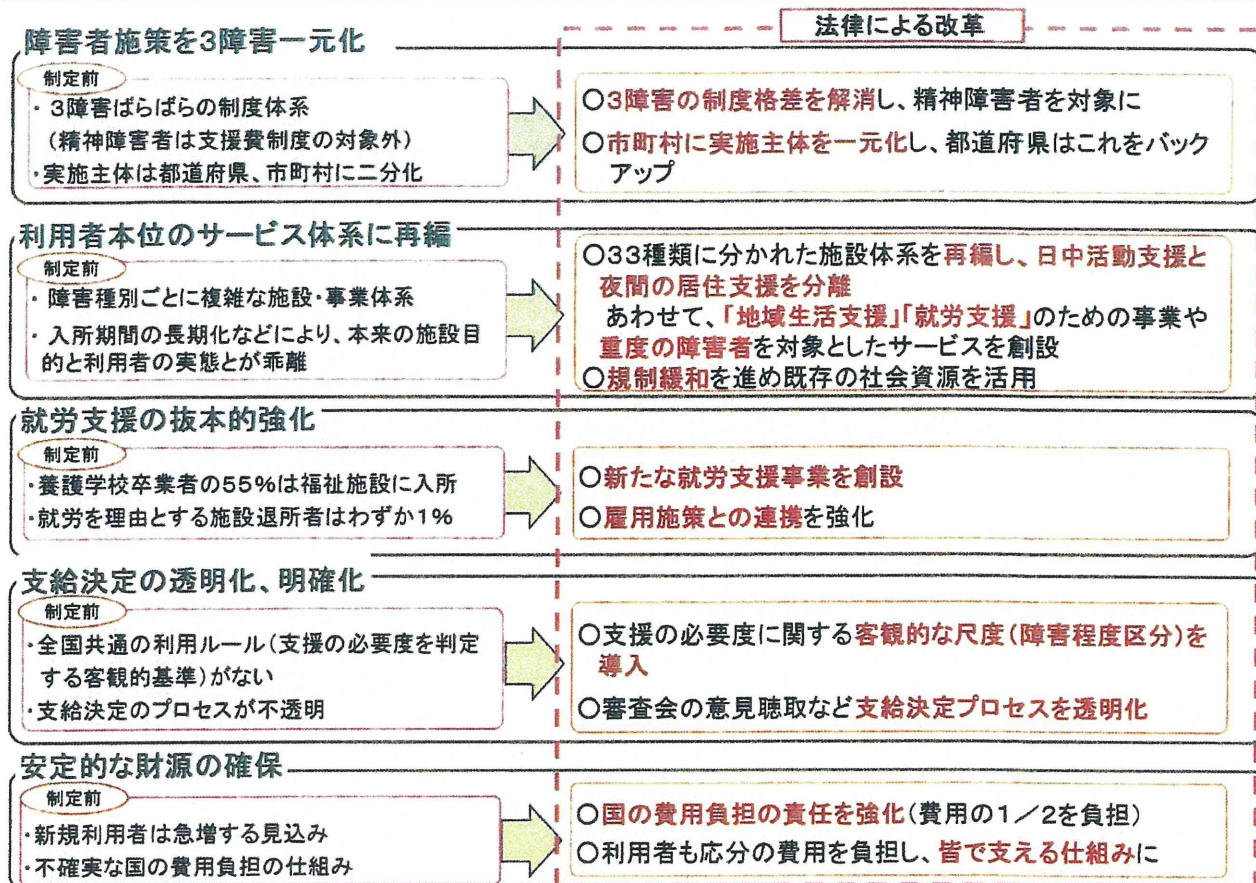 法律による改革
障害者施策を3障害一元化
制定前
・ 3障害ばらばらの制度体系
(精神障害者は支援費制度の対象外)
・実施主体は都道府県、市町村に二分化
○3障害の制度格差を解消し、精神障害者を対象に
○市町村に実施主体を一元化し、都道府県はこれをバック
アップ
利用者本位のサービス体系に再編
制定前
・ 障害種別ごとに複雑な施設・事業体系
・ 入所期間の長期化などにより、本来の施設目
的と利用者の実態とが乖離
○33種類に分かれた施設体系を再編し、日中活動支援と
夜間の居住支援を分離
あわせて、「地域生活支援」「就労支援」のための事業や
重度の障害者を対象としたサービスを創設
○規制緩和を進め既存の社会資源を活用
就労支援の抜本的強化
制定前
・養護学校卒業者の55%は福祉施設に入所
・就労を理由とする施設退所者はわずか1%
○新たな就労支援事業を創設
○雇用施策との連携を強化
支給決定の透明化、明確化
制定前
・全国共通の利用ルール(支援の必要度を判定
する客観的基準)がない
・支給決定のプロセスが不透明
○支援の必要度に関する客観的な尺度(障害程度区分)を
導入
○審査会の意見聴取など支給決定プロセスを透明化
安定的な財源の確保
制定前
・新規利用者は急増する見込み
・不確実な国の費用負担の仕組み
○国の費用負担の責任を強化(費用の1/2を負担)
○利用者も応分の費用を負担し、皆で支える仕組みに